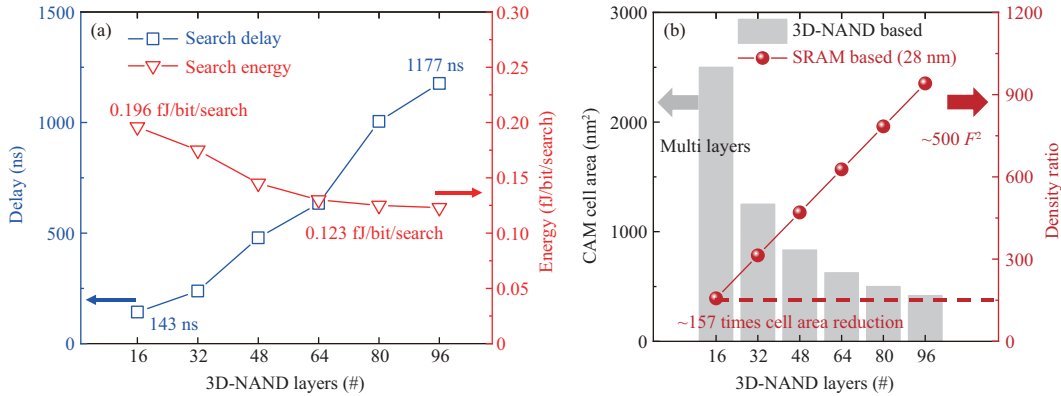 (a)
Search delay
Search energy
1177 ns
0.196 fJ/bit/search
0.123 fJ/bit/search
143 ns
1500
1000
500
0
Delay (ns)
0.30
0.25
0.20
0.15
0.10
0.05
0
Energy (fJ/bit/search)
16 32 48 64 80 96
3D-NAND layers (#)
(b)
3D-NAND based
SRAM based (28 nm)
Multi layers
~500 F²
~157 times cell area reduction
3000
2000
1000
0
CAM cell area (nm²)
1200
900
600
300
0
Density ratio
16 32 48 64 80 96
3D-NAND layers (#)